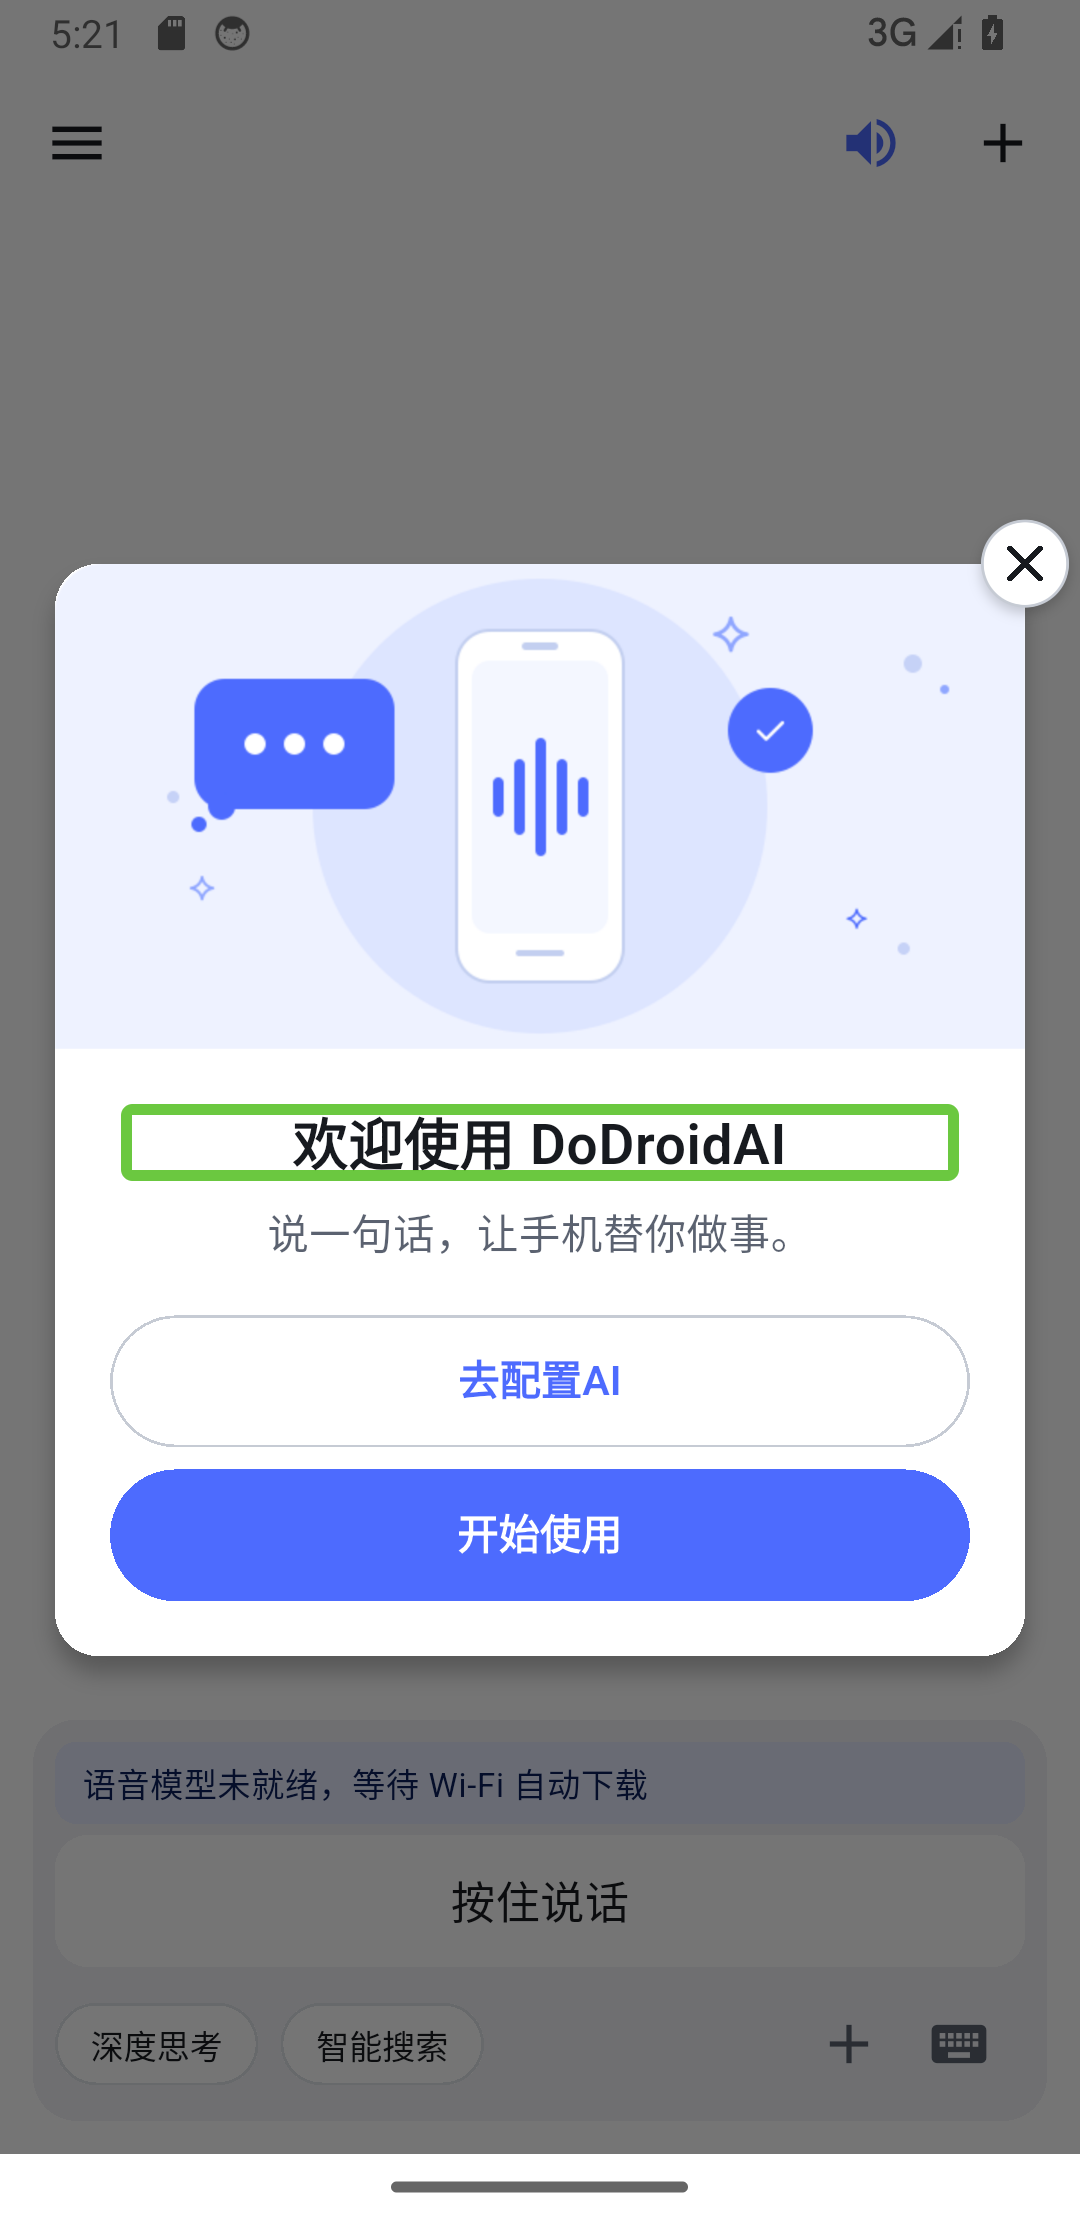 5:21
3G
欢迎使用 DoDroidAI
说一句话，让手机替你做事。
去配置AI
开始使用
语音模型未就绪，等待 Wi-Fi 自动下载
按住说话
深度思考
智能搜索